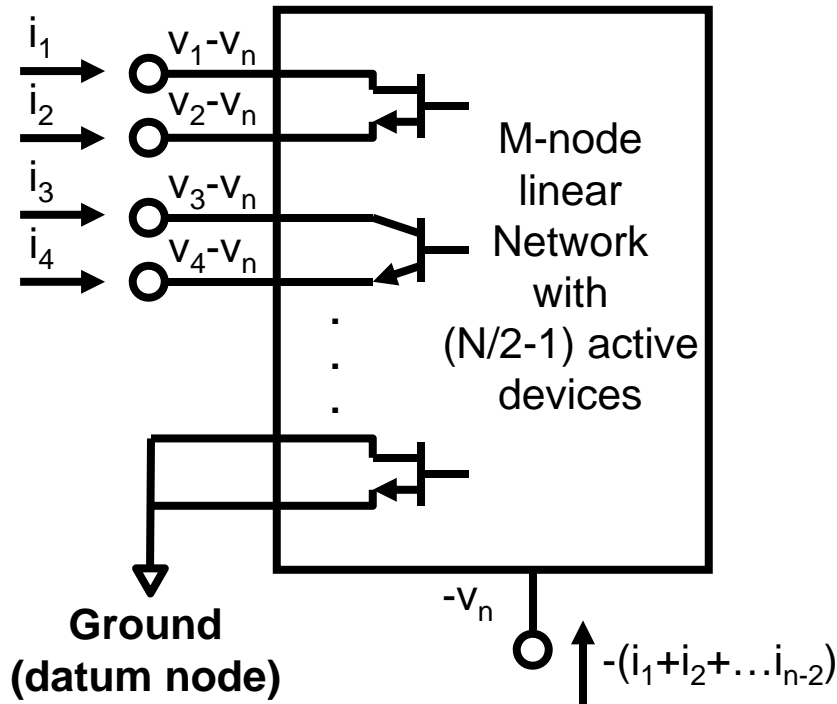 i₁
v₁-vₙ
i₂
v₂-vₙ
i₃
v₃-vₙ
i₄
v₄-vₙ
M-node
linear
Network
with
(N/2-1) active
devices
.
.
.
Ground
(datum node)
-vₙ
-(i₁+i₂+…iₙ₋₂)